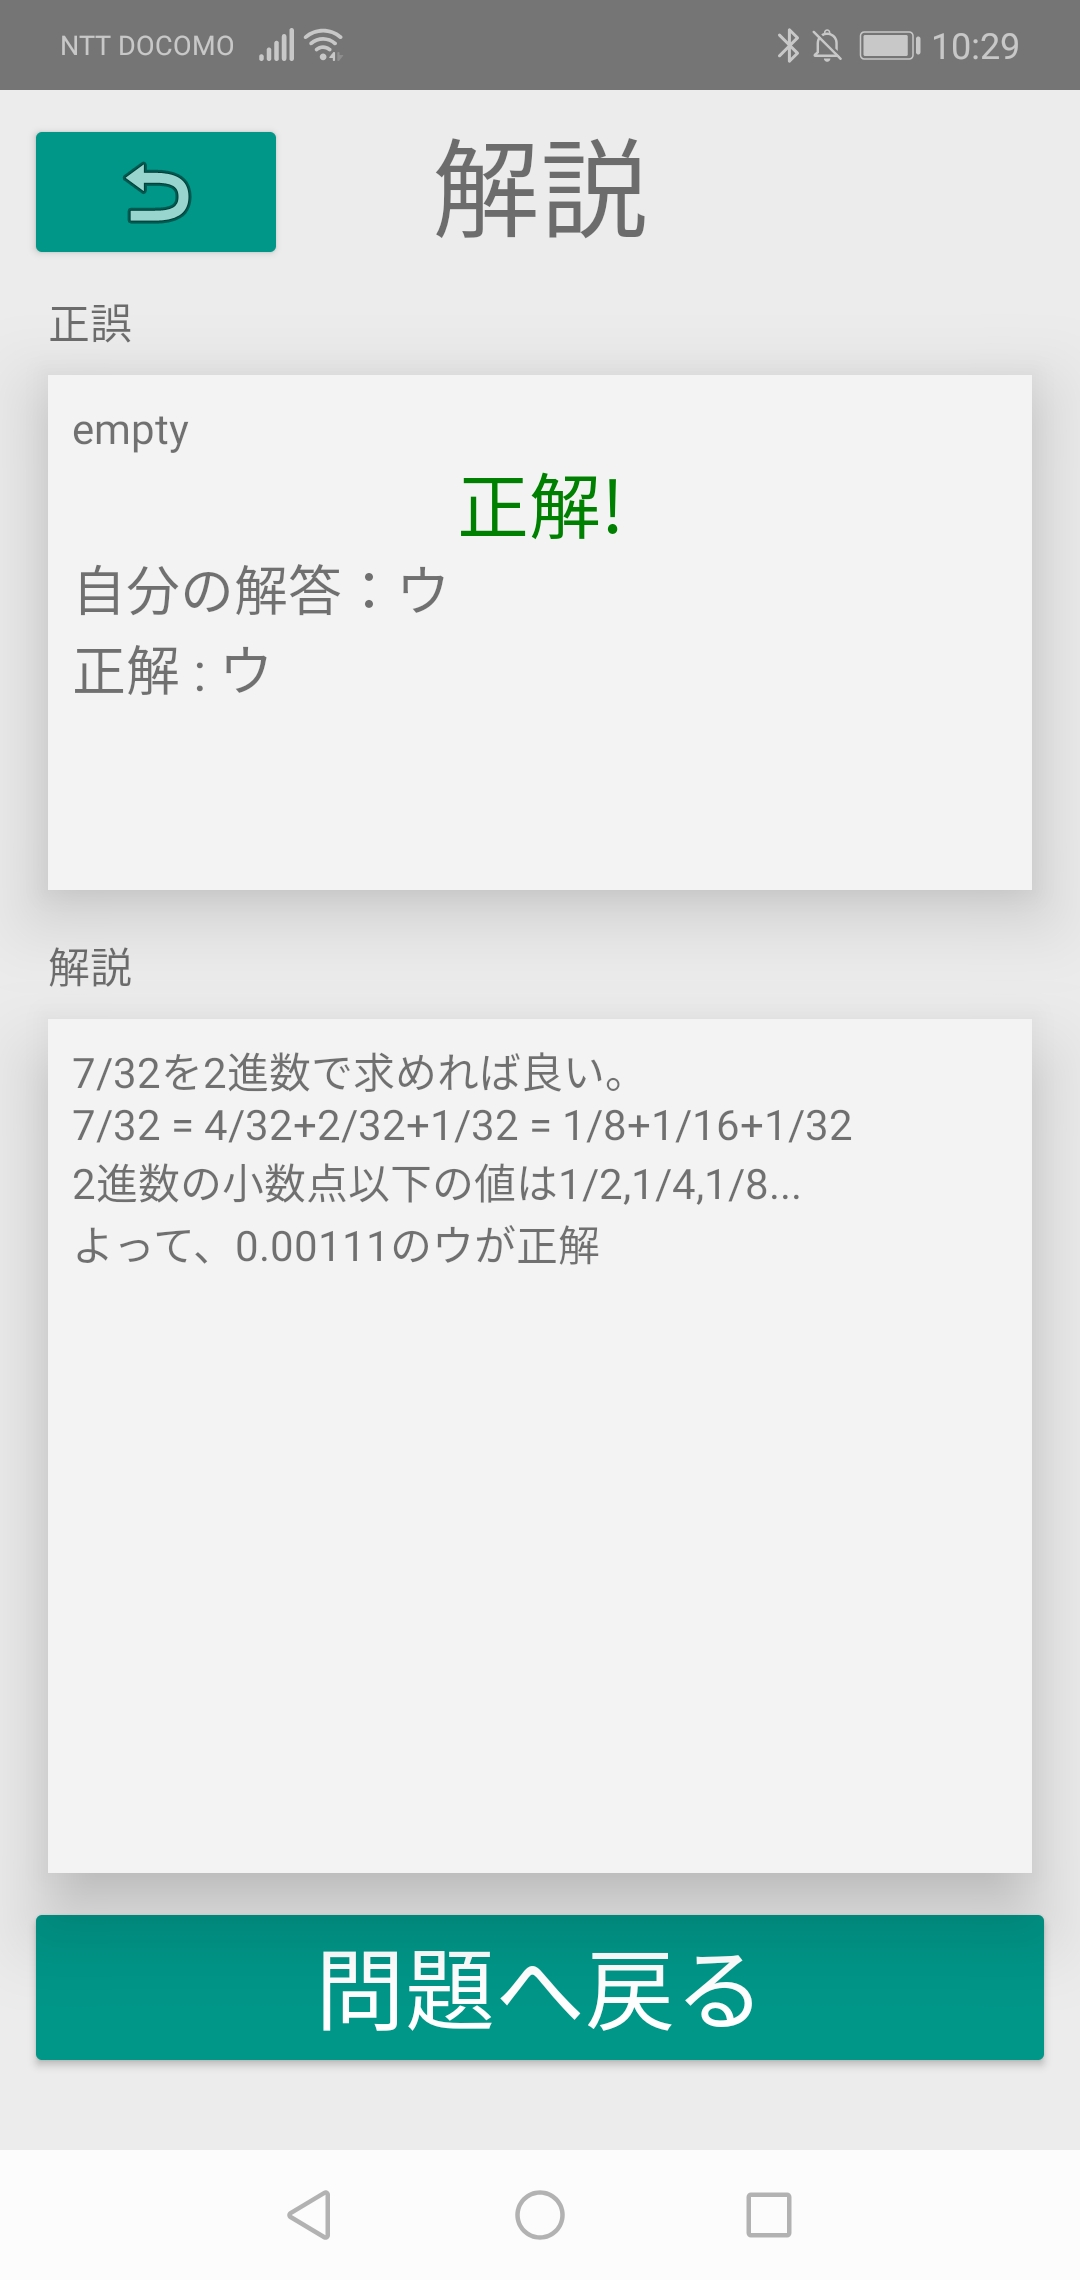 NTT DOCOMO 10:29
解説
正誤
empty
正解!
自分の解答：ウ
正解 : ウ
解説
7/32を2進数で求めれば良い。
7/32 = 4/32+2/32+1/32 = 1/8+1/16+1/32
2進数の小数点以下の値は1/2,1/4,1/8...
よって、0.00111のウが正解
問題へ戻る